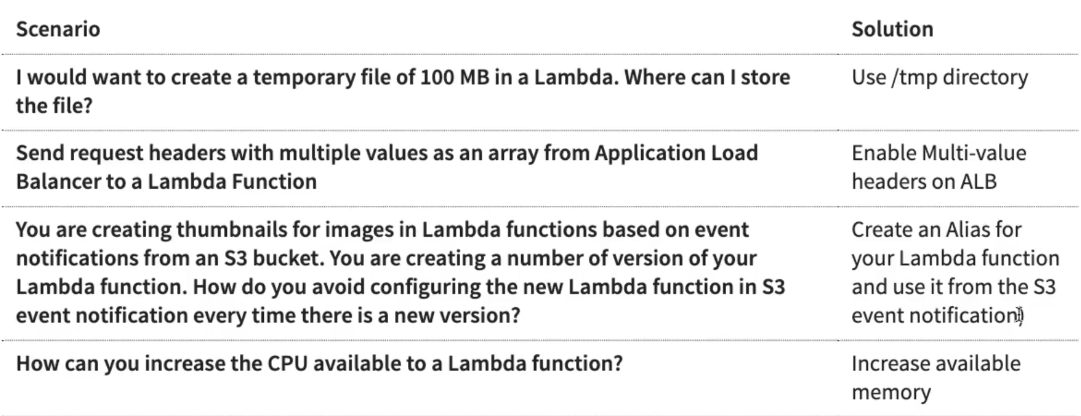 Scenario Solution
I would want to create a temporary file of 100 MB in a Lambda. Where can I store
the file?
Use /tmp directory
Send request headers with multiple values as an array from Application Load
Balancer to a Lambda Function
Enable Multi-value
headers on ALB
You are creating thumbnails for images in Lambda functions based on event
notifications from an S3 bucket. You are creating a number of version of your
Lambda function. How do you avoid configuring the new Lambda function in S3
event notification every time there is a new version?
Create an Alias for
your Lambda function
and use it from the S3
event notification)
How can you increase the CPU available to a Lambda function?
Increase available
memory